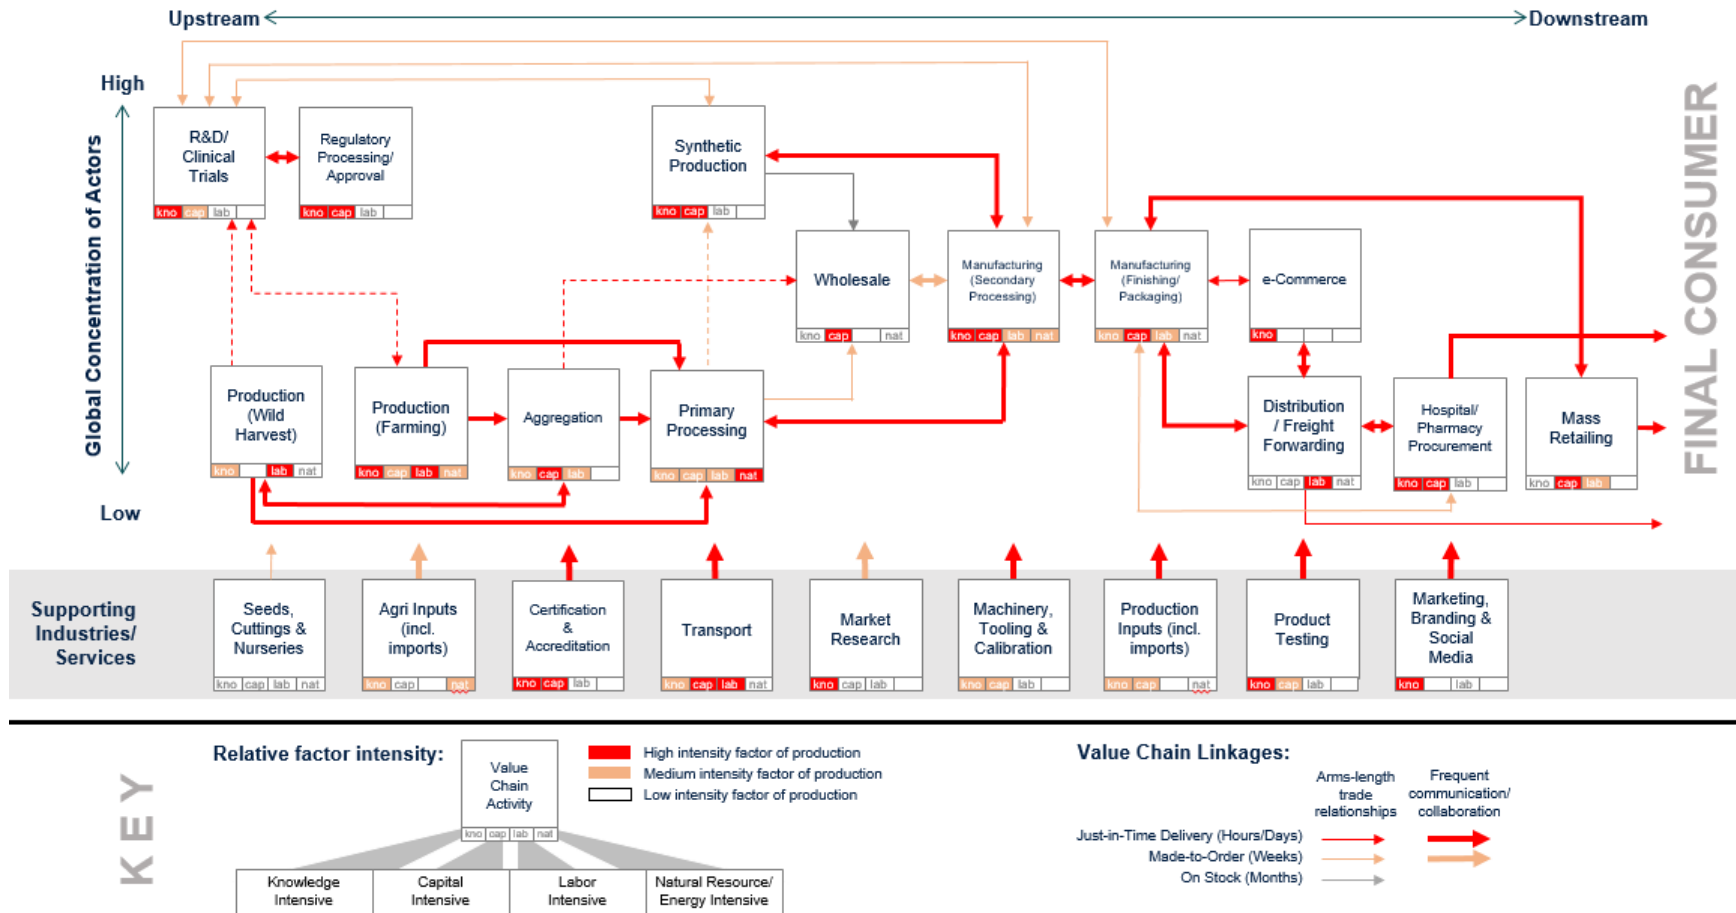 Upstream
Downstream
High
Global Concentration of Actors
Low
R&D/
Clinical
Trials
kno cap lab
Regulatory
Processing/
Approval
kno cap lab
Synthetic
Production
kno cap lab
Wholesale
kno cap nat
Manufacturing
(Secondary
Processing)
kno cap lab nat
Manufacturing
(Finishing/
Packaging)
kno cap lab nat
e-Commerce
kno
Production
(Wild
Harvest)
kno lab nat
Production
(Farming)
kno cap lab nat
Aggregation
kno cap lab
Primary
Processing
kno cap lab nat
Distribution
/ Freight
Forwarding
kno cap lab nat
Hospital/
Pharmacy
Procurement
kno cap lab
Mass
Retailing
kno cap lab
FINAL CONSUMER
Supporting
Industries/
Services
Seeds,
Cuttings &
Nurseries
kno cap lab nat
Agri Inputs
(incl.
imports)
kno cap nat
Certification
&
Accreditation
kno cap lab
Transport
kno cap lab nat
Market
Research
kno cap lab
Machinery,
Tooling &
Calibration
kno cap lab
Production
Inputs (incl.
imports)
kno cap nat
Product
Testing
kno cap lab
Marketing,
Branding &
Social
Media
kno lab
KEY
Relative factor intensity:
Value
Chain
Activity
kno cap lab nat
Knowledge
Intensive
Capital
Intensive
Labor
Intensive
Natural Resource/
Energy Intensive
High intensity factor of production
Medium intensity factor of production
Low intensity factor of production
Value Chain Linkages:
Arms-length
trade
relationships
Frequent
communication/
collaboration
Just-in-Time Delivery (Hours/Days)
Made-to-Order (Weeks)
On Stock (Months)